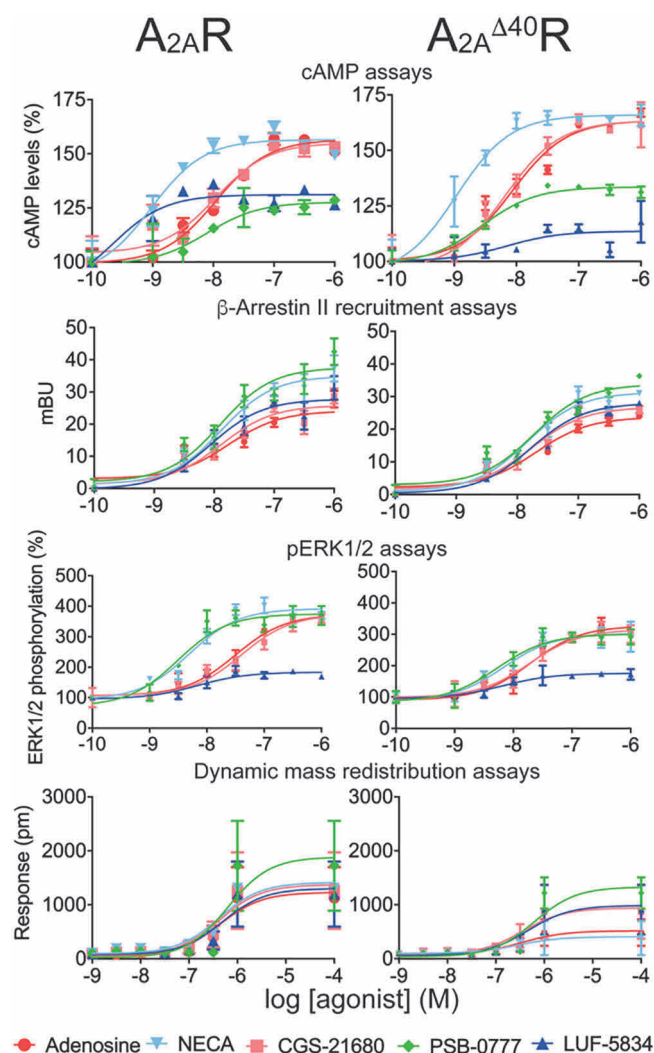 A2AR A2AΔ40R
cAMP assays
cAMP levels (%)
175 175
150 150
125 125
100 100
-10 -9 -8 -7 -6 -10 -9 -8 -7 -6
β-Arrestin II recruitment assays
mBU
50 50
40 40
30 30
20 20
10 10
0 0
-10 -9 -8 -7 -6 -10 -9 -8 -7 -6
pERK1/2 assays
ERK1/2 phosphorylation (%)
500 500
400 400
300 300
200 200
100 100
0 0
-10 -9 -8 -7 -6 -10 -9 -8 -7 -6
Dynamic mass redistribution assays
Response (pm)
3000 3000
2000 2000
1000 1000
0 0
-9 -8 -7 -6 -5 -4 -9 -8 -7 -6 -5 -4
log [agonist] (M)
Adenosine NECA CGS-21680 PSB-0777 LUF-5834